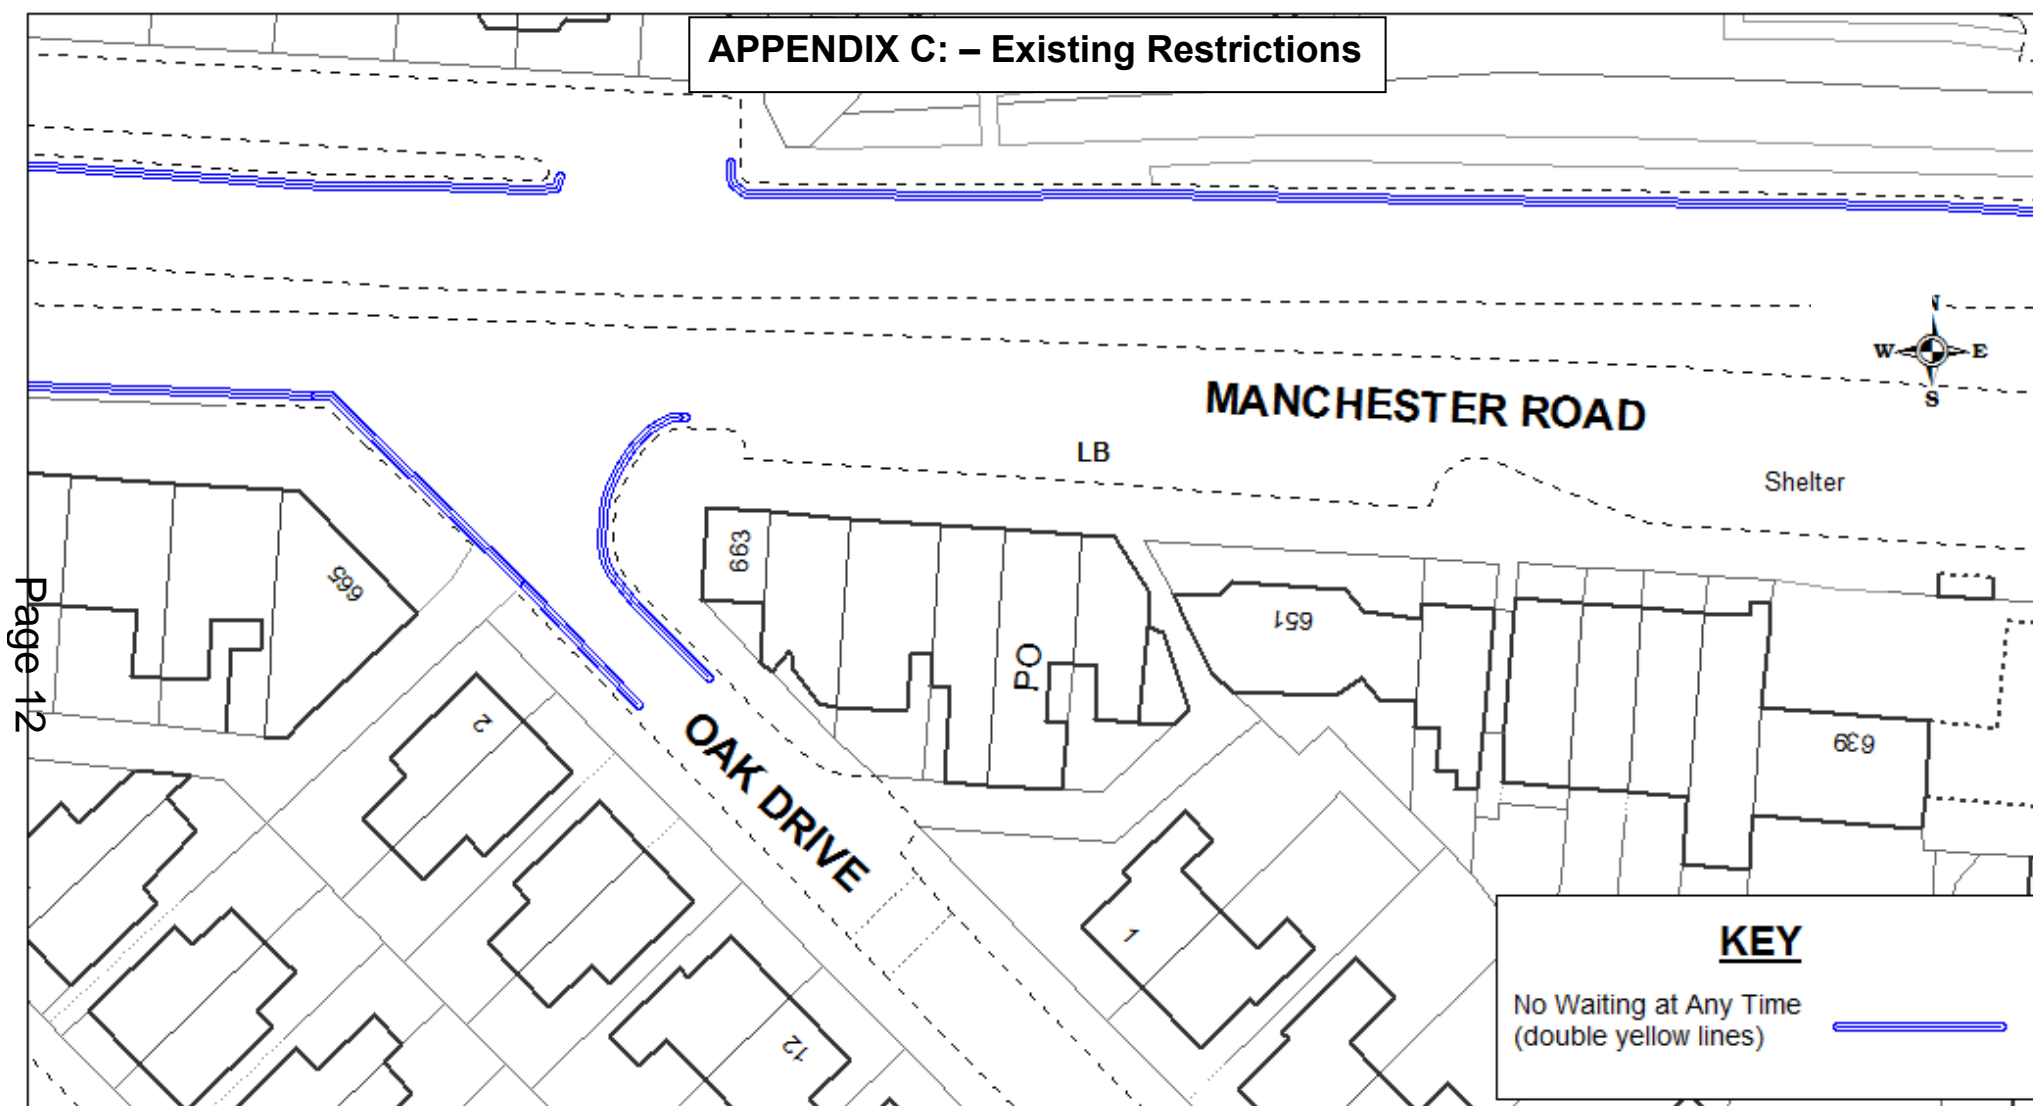 APPENDIX C: – Existing Restrictions
N
W E
S
MANCHESTER ROAD
LB
Shelter
663
665
651
PO
639
2
OAK DRIVE
1
12
Page 12
KEY
No Waiting at Any Time
(double yellow lines)